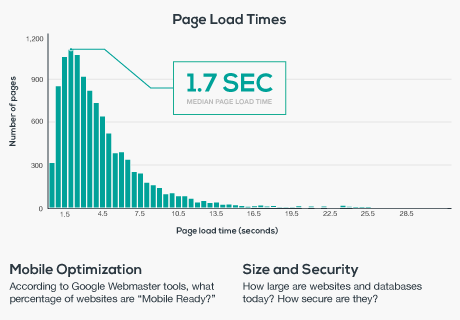 Page Load Times
1,200
900
600
300
0
Number of pages
1.7 SEC
MEDIAN PAGE LOAD TIME
1.5 4.5 7.5 10.5 13.5 16.5 19.5 22.5 25.5 28.5
Page load time (seconds)
Mobile Optimization
According to Google Webmaster tools, what
percentage of websites are “Mobile Ready?”
Size and Security
How large are websites and databases
today? How secure are they?